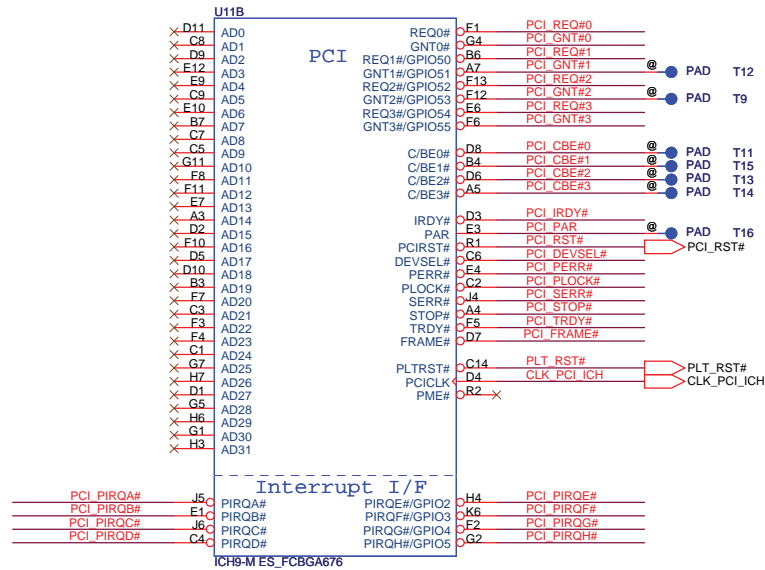 U11B
PCI
D11 AD0 REQ0# F1 PCI_REQ#0
C8 AD1 GNT0# G4 PCI_GNT#0
D9 AD2 REQ1#/GPIO50 B6 PCI_REQ#1
E12 AD3 GNT1#/GPIO51 A7 PCI_GNT#1 @ PAD T12
E9 AD4 REQ2#/GPIO52 F13 PCI_REQ#2
C9 AD5 GNT2#/GPIO53 F12 PCI_GNT#2 @ PAD T9
E10 AD6 REQ3#/GPIO54 E6 PCI_REQ#3
B7 AD7 GNT3#/GPIO55 F6 PCI_GNT#3
C7 AD8
C5 AD9 C/BE0# D8 PCI_CBE#0 @ PAD T11
G11 AD10 C/BE1# B4 PCI_CBE#1 @ PAD T15
F8 AD11 C/BE2# D6 PCI_CBE#2 @ PAD T13
F11 AD12 C/BE3# A5 PCI_CBE#3 @ PAD T14
E7 AD13
A3 AD14 IRDY# D3 PCI_IRDY#
D2 AD15 PAR E3 PCI_PAR @ PAD T16
F10 AD16 PCIRST# R1 PCI_RST# PCI_RST#
D5 AD17 DEVSEL# C6 PCI_DEVSEL#
D10 AD18 PERR# E4 PCI_PERR#
B3 AD19 PLOCK# C2 PCI_PLOCK#
F7 AD20 SERR# J4 PCI_SERR#
C3 AD21 STOP# A4 PCI_STOP#
F3 AD22 TRDY# F5 PCI_TRDY#
F4 AD23 FRAME# D7 PCI_FRAME#
C1 AD24
G7 AD25 PLTRST# C14 PLT_RST# PLT_RST#
H7 AD26 PCICLK D4 CLK_PCI_ICH CLK_PCI_ICH
D1 AD27 PME# R2
G5 AD28
H6 AD29
G1 AD30
H3 AD31
Interrupt I/F
PCI_PIRQA# J5 PIRQA# PIRQE#/GPIO2 H4 PCI_PIRQE#
PCI_PIRQB# E1 PIRQB# PIRQF#/GPIO3 K6 PCI_PIRQF#
PCI_PIRQC# J6 PIRQC# PIRQG#/GPIO4 F2 PCI_PIRQG#
PCI_PIRQD# C4 PIRQD# PIRQH#/GPIO5 G2 PCI_PIRQH#
ICH9-M ES_FCBGA676